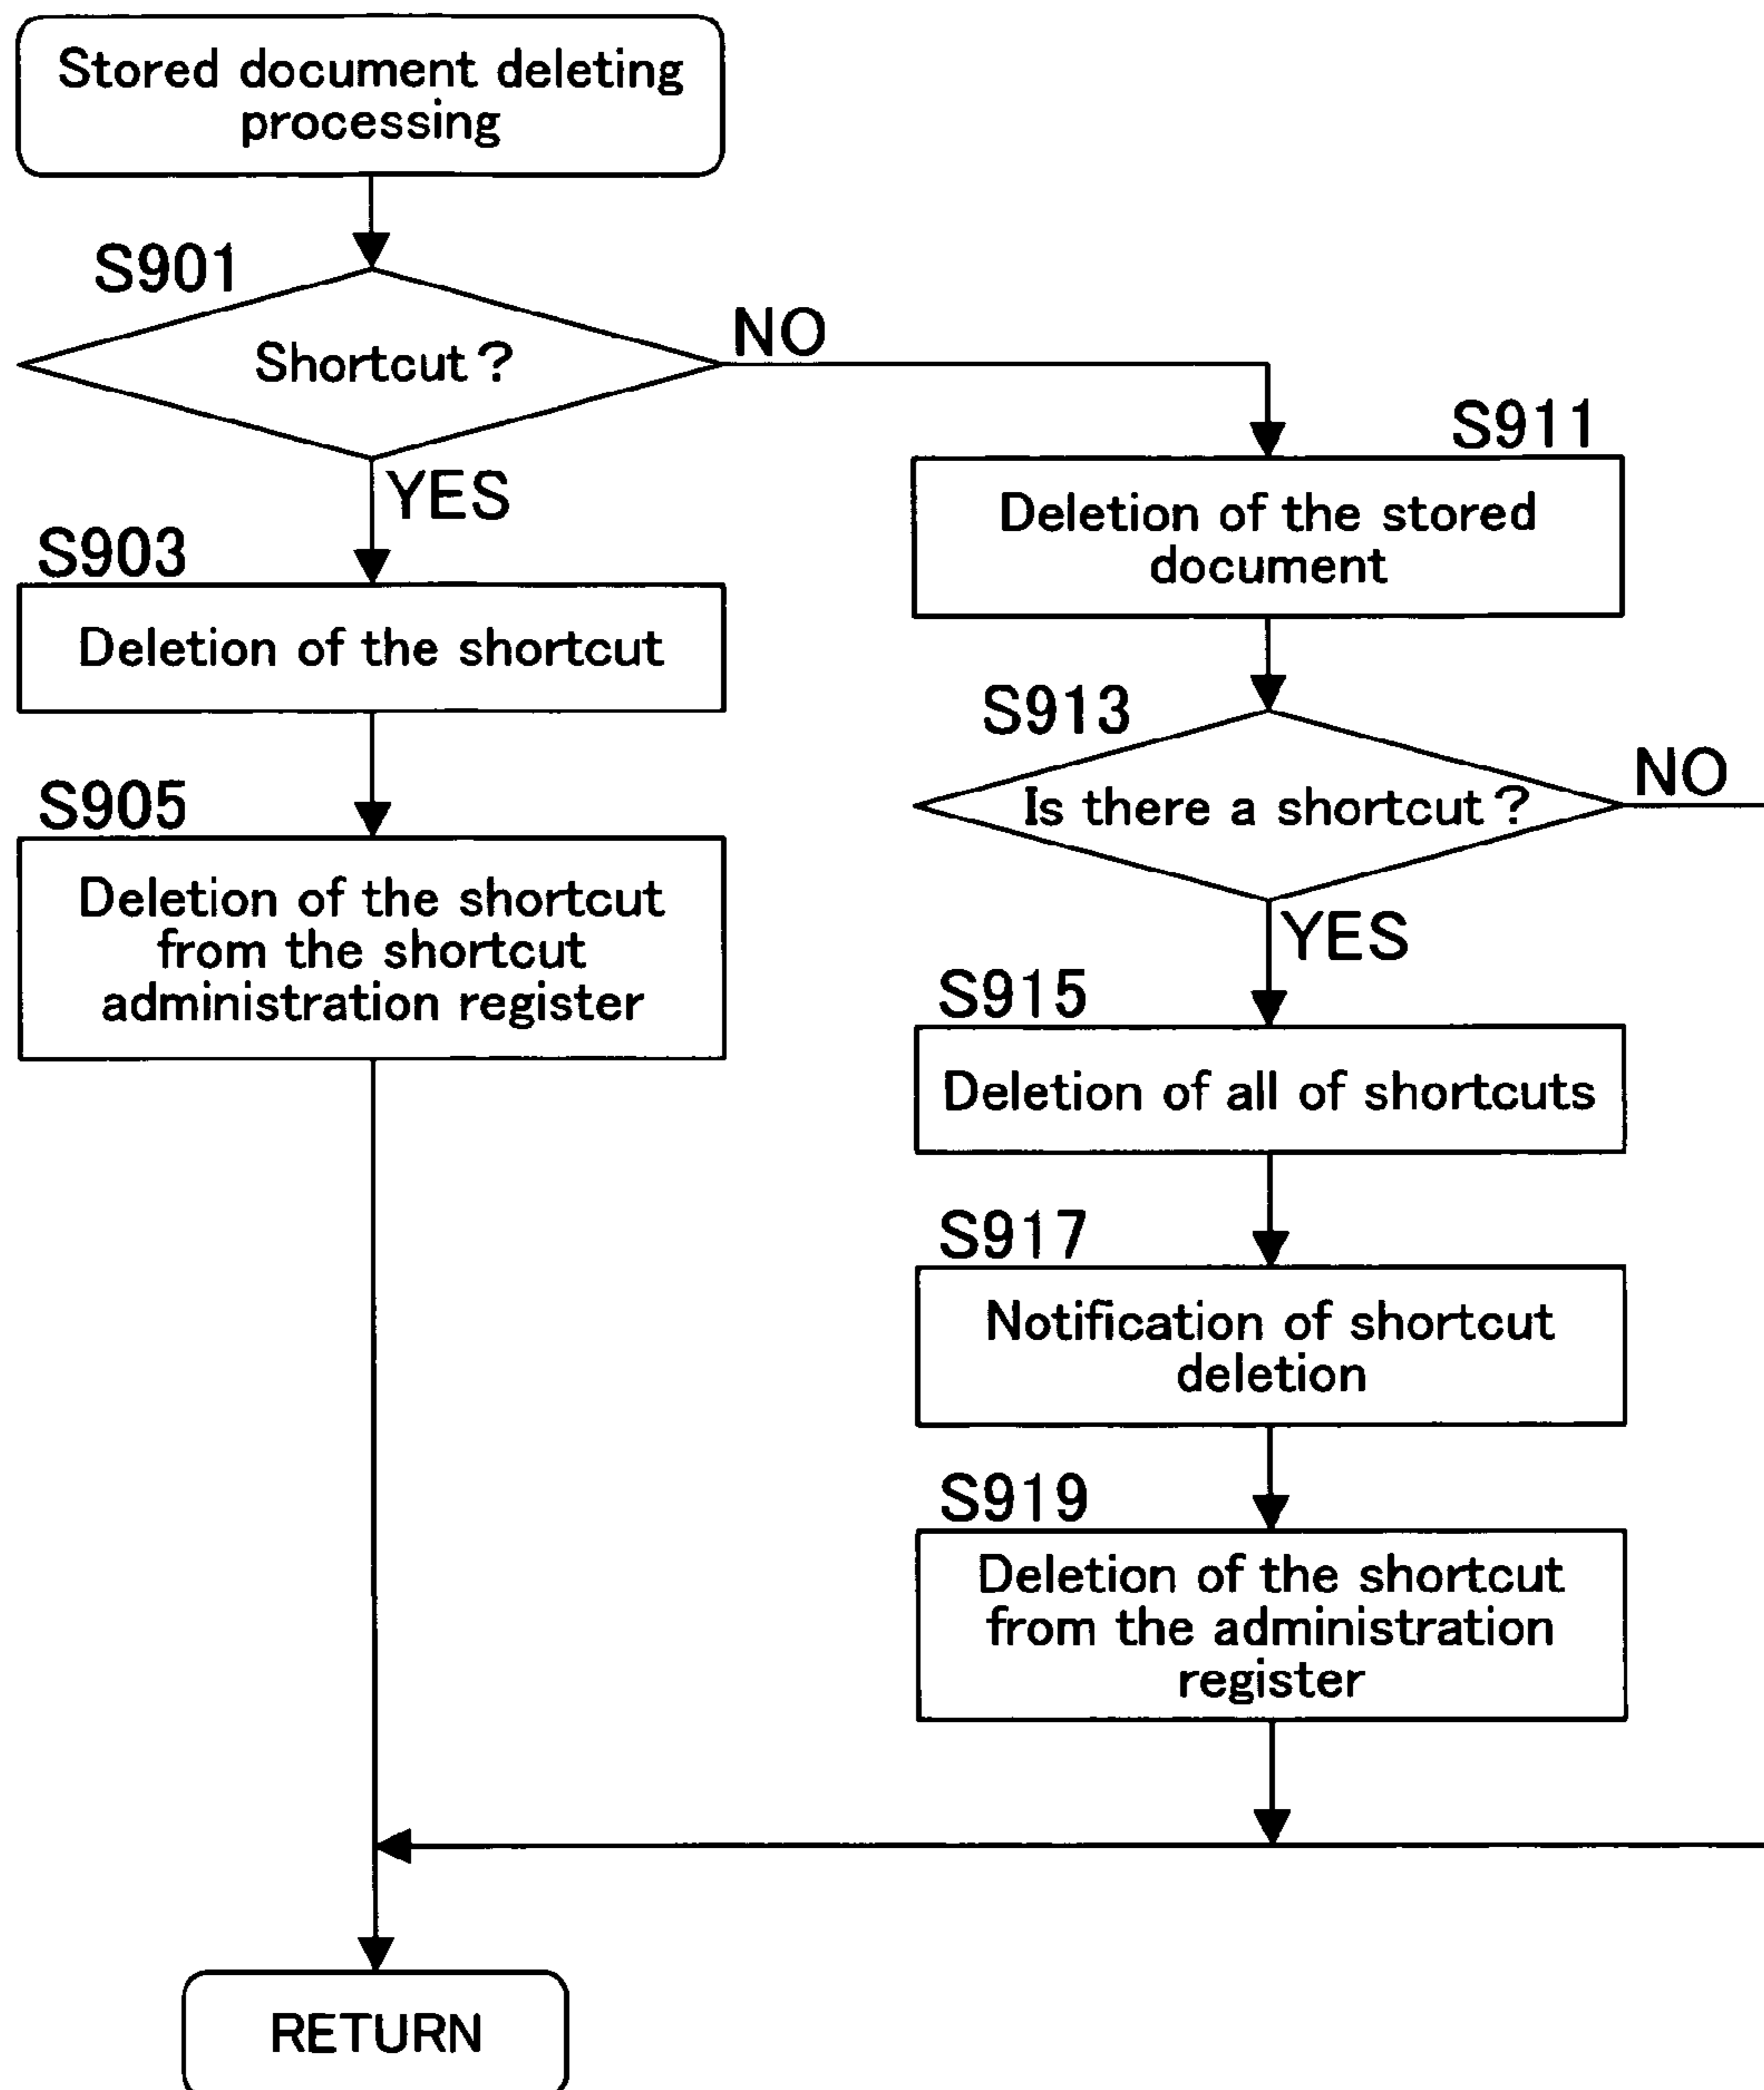 Stored document deleting
processing
S901
Shortcut?
NO
YES
S903
Deletion of the shortcut
S905
Deletion of the shortcut
from the shortcut
administration register
S911
Deletion of the stored
document
S913
Is there a shortcut?
NO
YES
S915
Deletion of all of shortcuts
S917
Notification of shortcut
deletion
S919
Deletion of the shortcut
from the administration
register
RETURN